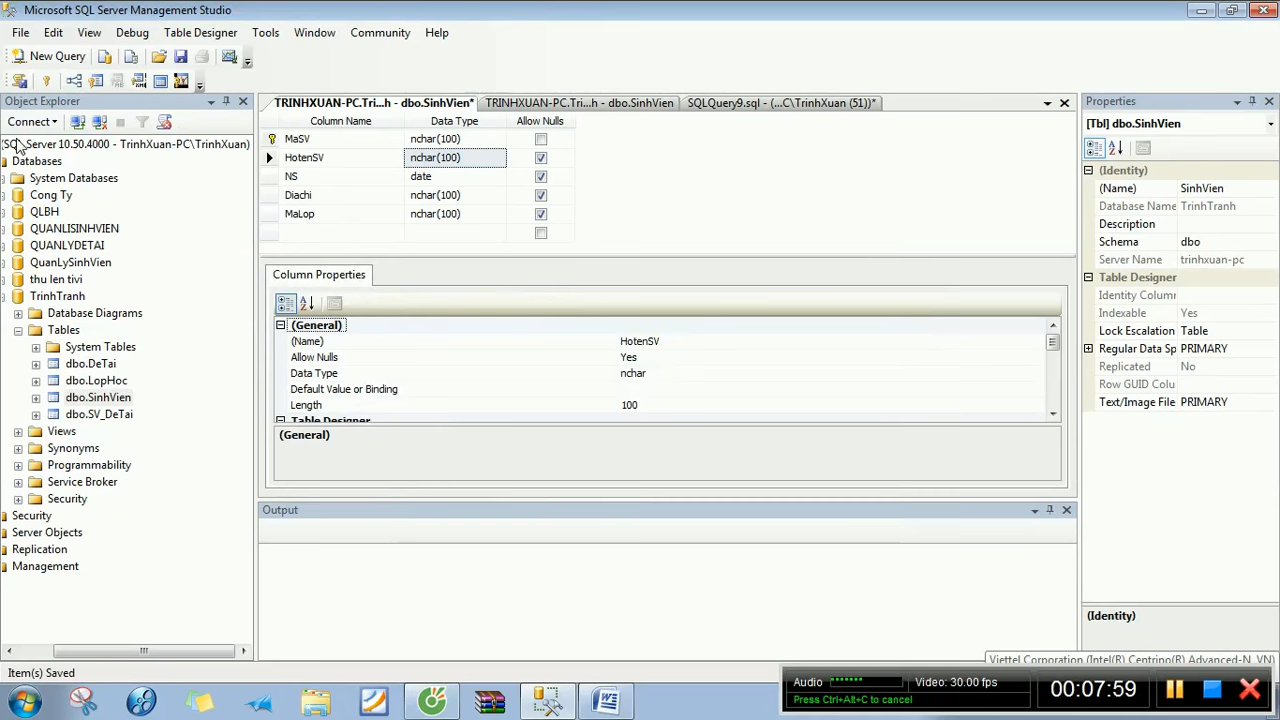 Microsoft SQL Server Management Studio
File Edit View Debug Table Designer Tools Window Community Help
New Query
Object Explorer
Connect
(SQL Server 10.50.4000 - TrinhXuan-PC\TrinhXuan)
Databases
System Databases
Cong Ty
QLBH
QUANLISINHVIEN
QUANLYDETAI
QuanLySinhVien
thu len tivi
TrinhTranh
Database Diagrams
Tables
System Tables
dbo.DeTai
dbo.LopHoc
dbo.SinhVien
dbo.SV_DeTai
Views
Synonyms
Programmability
Service Broker
Security
Security
Server Objects
Replication
Management
TRINHXUAN-PC.Tri...h - dbo.SinhVien* TRINHXUAN-PC.Tri...h - dbo.SinhVien SQLQuery9.sql - (...C\TrinhXuan (51))*
Column Name Data Type Allow Nulls
MaSV nchar(100)
HotenSV nchar(100)
NS date
Diachi nchar(100)
MaLop nchar(100)
Column Properties
(General)
(Name) HotenSV
Allow Nulls Yes
Data Type nchar
Default Value or Binding
Length 100
Table Designer
(General)
Output
Properties
[Tbl] dbo.SinhVien
(Identity)
(Name) SinhVien
Database Name TrinhTranh
Description
Schema dbo
Server Name trinhxuan-pc
Table Designer
Identity Column
Indexable Yes
Lock Escalation Table
Regular Data Sp PRIMARY
Replicated No
Row GUID Colu
Text/Image File PRIMARY
(Identity)
Item(s) Saved
Viettel Corporation (Intel(R) Centrino(R) Advanced-N, VN)
Audio Video: 30.00 fps
Press Ctrl+Alt+C to cancel
00:07:59